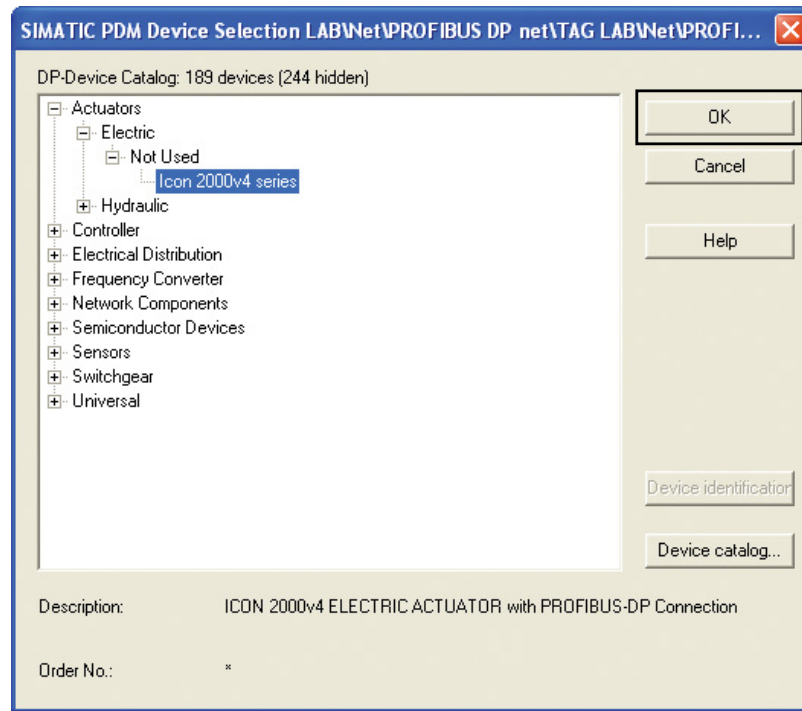 SIMATIC PDM Device Selection LAB\Net\PROFIBUS DP net\TAG LAB\Net\PROFI...
DP-Device Catalog: 189 devices (244 hidden)
Actuators
Electric
Not Used
Icon 2000v4 series
Hydraulic
Controller
Electrical Distribution
Frequency Converter
Network Components
Semiconductor Devices
Sensors
Switchgear
Universal
OK
Cancel
Help
Device identification
Device catalog...
Description: ICON 2000v4 ELECTRIC ACTUATOR with PROFIBUS-DP Connection
Order No.: *